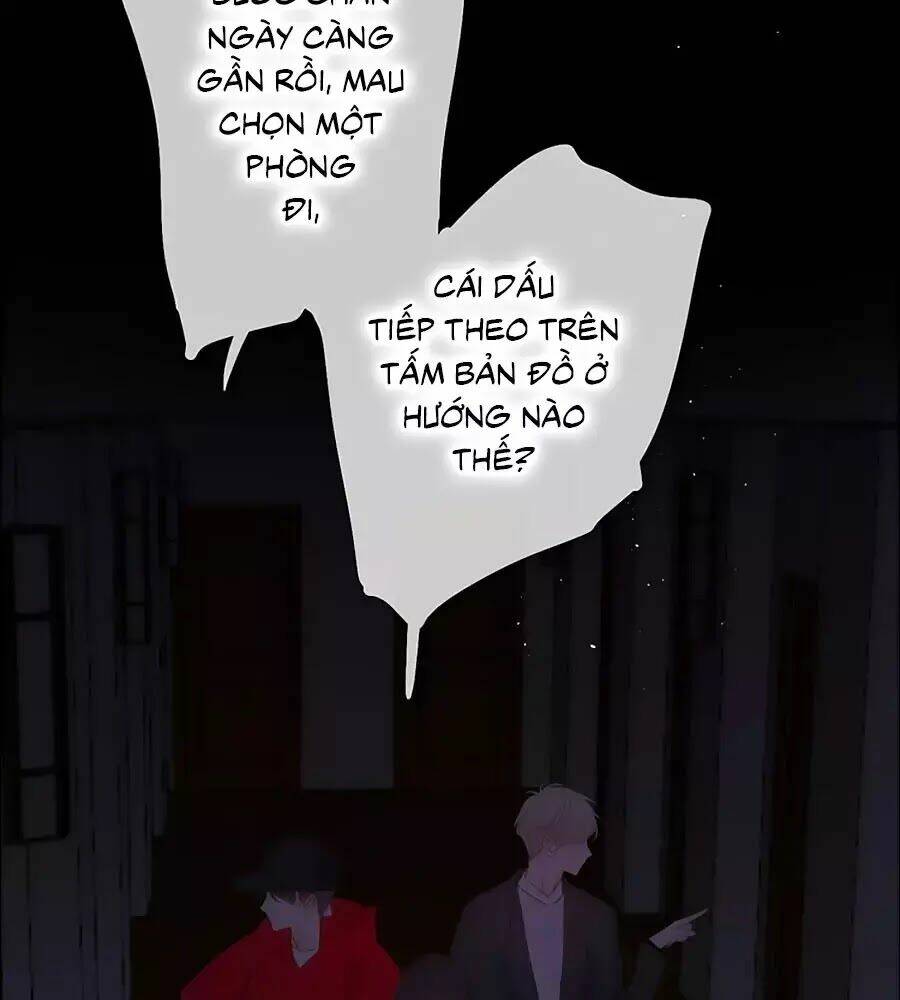 NGÀY CÀNG
GẦN RỒI, MAU
CHỌN MỘT
PHÒNG
ĐI,
CÁI DẤU
TIẾP THEO TRÊN
TẤM BẢN ĐỒ Ở
HƯỚNG NÀO
THẾ?